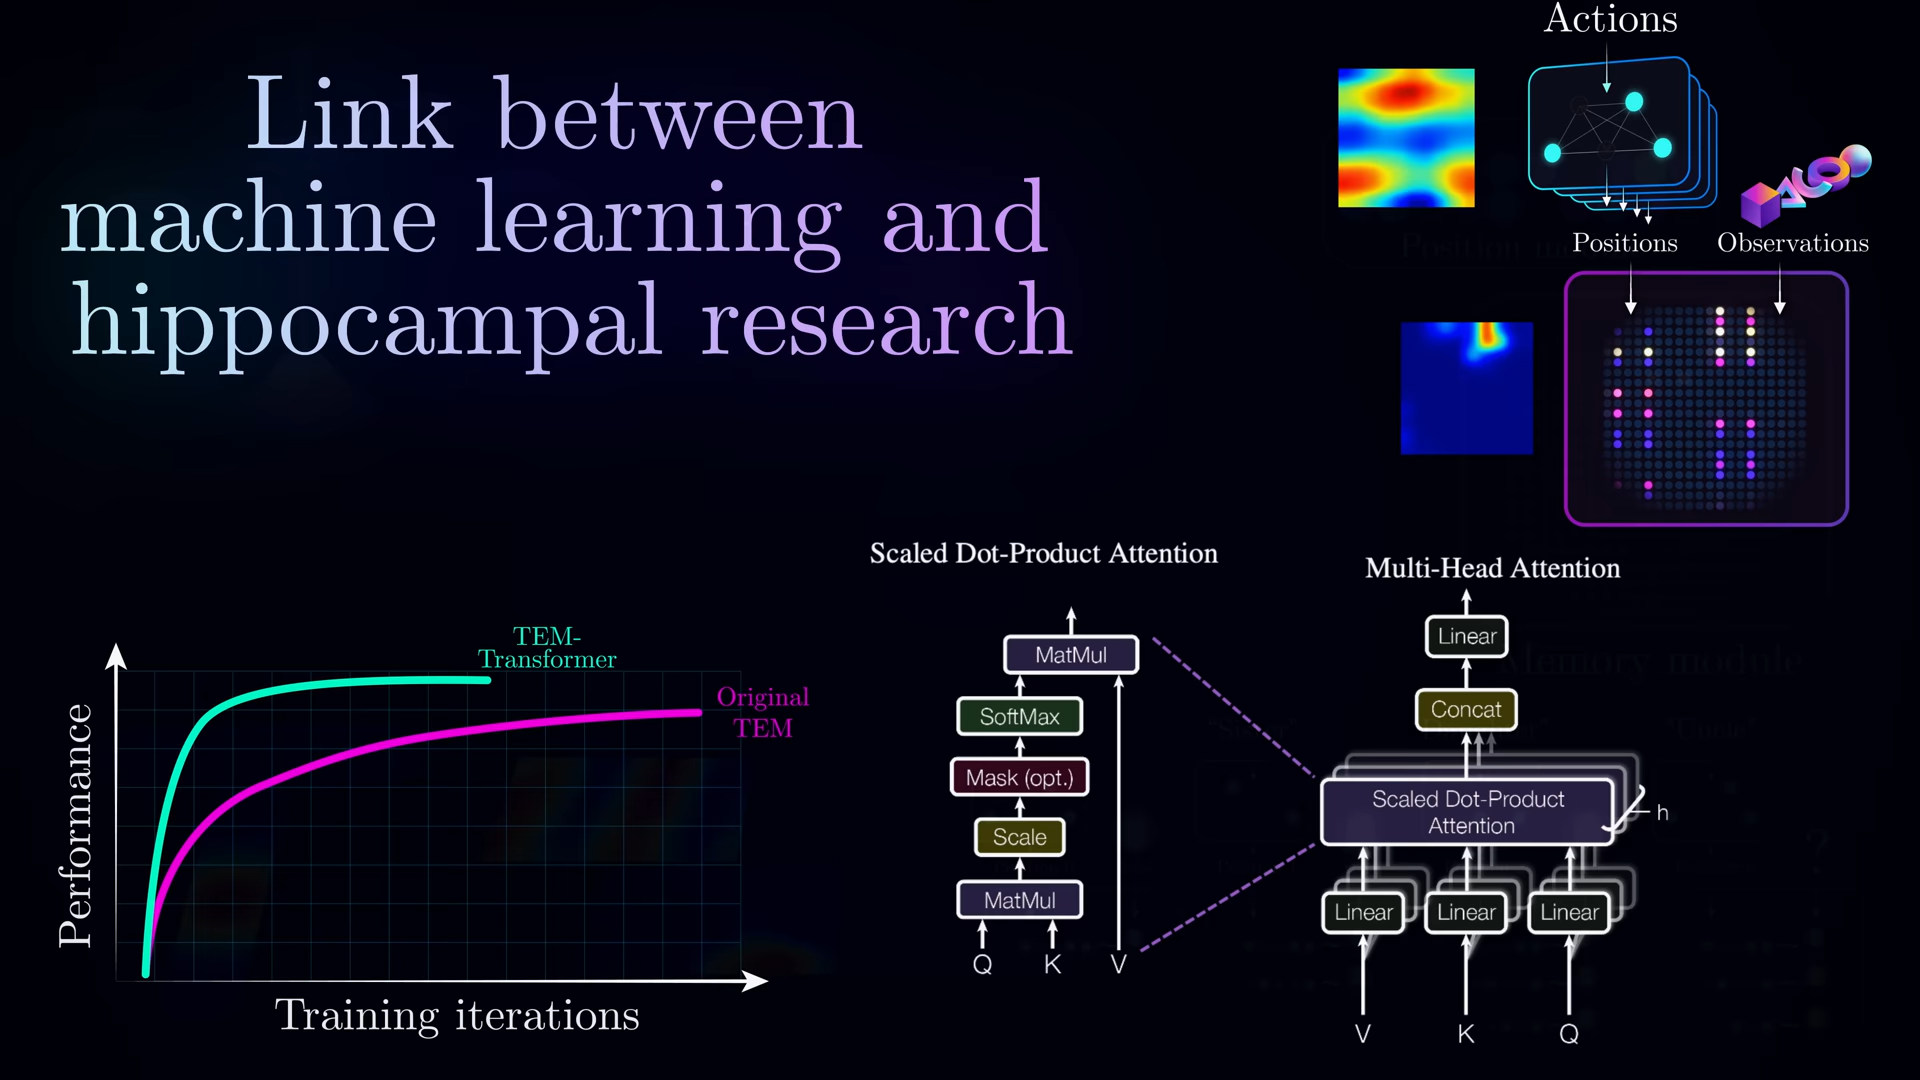 Link between
machine learning and
hippocampal research
Actions
Positions
Observations
Scaled Dot-Product Attention
MatMul
SoftMax
Mask (opt.)
Scale
MatMul
Q
K
V
Multi-Head Attention
Linear
Concat
Scaled Dot-Product
Attention
h
Linear
Linear
Linear
V
K
Q
Performance
TEM-
Transformer
Original
TEM
Training iterations
Memory module